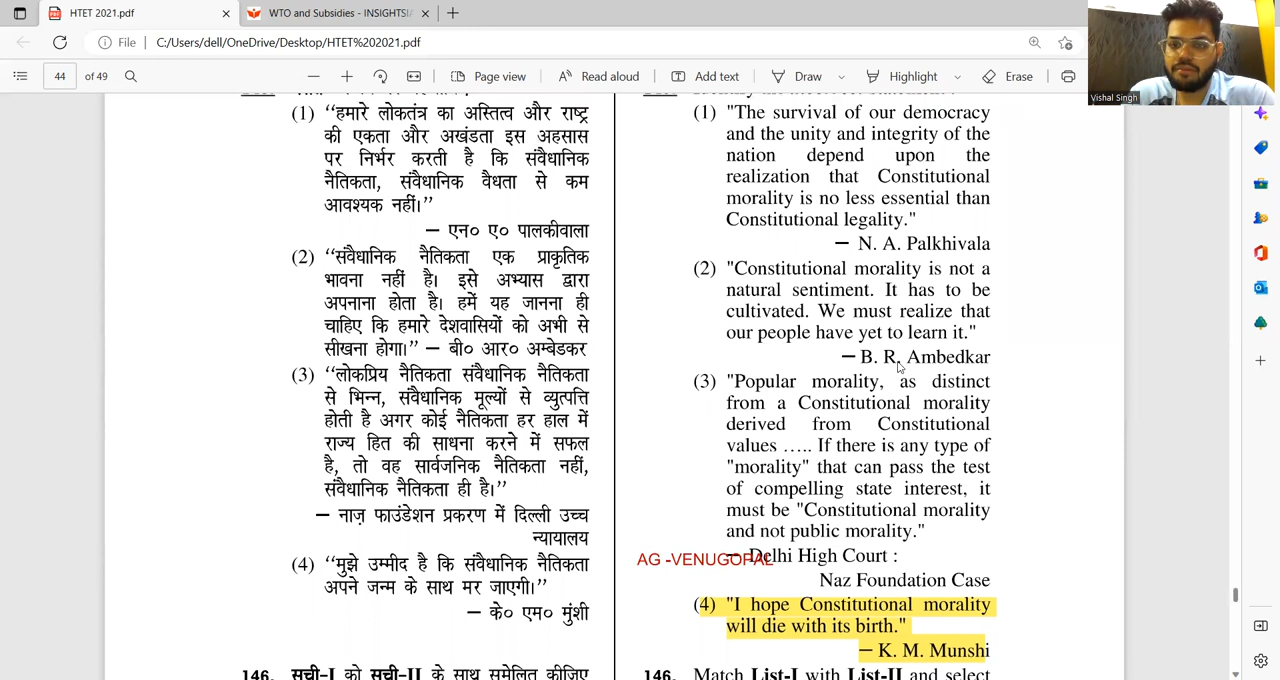 HTET 2021.pdf
WTO and Subsidies - INSIGHTSI
File C:/Users/dell/OneDrive/Desktop/HTET%202021.pdf
44 of 49
Page view
Read aloud
Add text
Draw
Highlight
Erase
Vishal Singh
(1) “हमारे लोकतंत्र का अस्तित्व और राष्ट्र
की एकता और अखंडता इस अहसास
पर निर्भर करती है कि संवैधानिक
नैतिकता, संवैधानिक वैधता से कम
आवश्यक नहीं।”
— एन० ए० पालकीवाला
(2) “संवैधानिक नैतिकता एक प्राकृतिक
भावना नहीं है। इसे अभ्यास द्वारा
अपनाना होता है। हमें यह जानना ही
चाहिए कि हमारे देशवासियों को अभी से
सीखना होगा।” — बी० आर० अम्बेडकर
(3) “लोकप्रिय नैतिकता संवैधानिक नैतिकता
से भिन्न, संवैधानिक मूल्यों से व्युत्पत्ति
होती है अगर कोई नैतिकता हर हाल में
राज्य हित की साधना करने में सफल
है, तो वह सार्वजनिक नैतिकता नहीं,
संवैधानिक नैतिकता ही है।”
— नाज़ फाउंडेशन प्रकरण में दिल्ली उच्च
न्यायालय
(4) “मुझे उम्मीद है कि संवैधानिक नैतिकता
अपने जन्म के साथ मर जाएगी।”
— के० एम० मुंशी
146. सूची-I को सूची-II के साथ सुमेलित कीजिए
(1) "The survival of our democracy
and the unity and integrity of the
nation depend upon the
realization that Constitutional
morality is no less essential than
Constitutional legality."
— N. A. Palkhivala
(2) "Constitutional morality is not a
natural sentiment. It has to be
cultivated. We must realize that
our people have yet to learn it."
— B. R. Ambedkar
(3) "Popular morality, as distinct
from a Constitutional morality
derived from Constitutional
values ..... If there is any type of
"morality" that can pass the test
of compelling state interest, it
must be "Constitutional morality
and not public morality."
AG -VENUGOPAL
— Delhi High Court :
Naz Foundation Case
(4) "I hope Constitutional morality
will die with its birth."
— K. M. Munshi
146. Match List-I with List-II and select